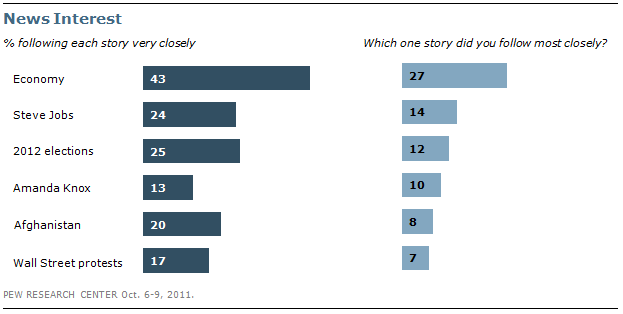 News Interest
% following each story very closely
Which one story did you follow most closely?
Economy 43 27
Steve Jobs 24 14
2012 elections 25 12
Amanda Knox 13 10
Afghanistan 20 8
Wall Street protests 17 7
PEW RESEARCH CENTER Oct. 6-9, 2011.